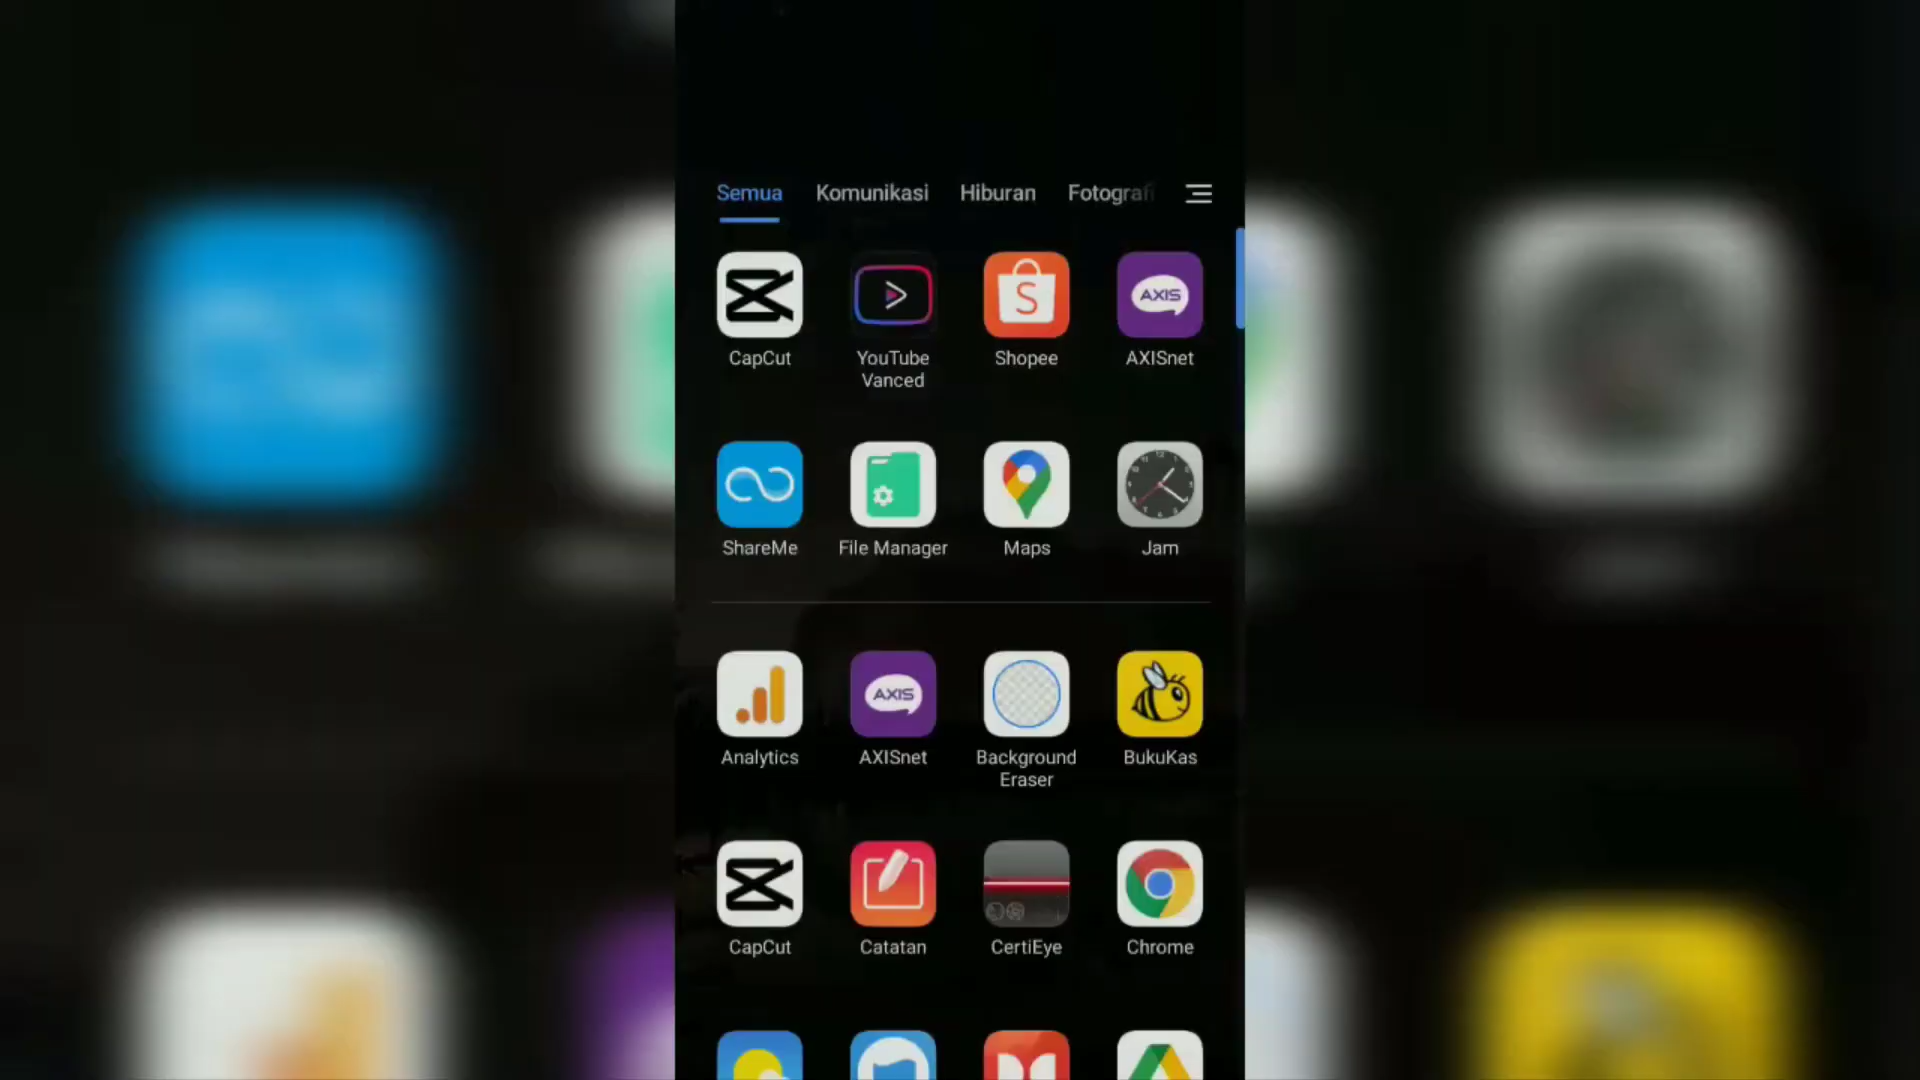 Semua Komunikasi Hiburan Fotografi
CapCut
YouTube
Vanced
S
Shopee
AXIS
AXISnet
ShareMe
File Manager
Maps
Jam
Analytics
AXIS
AXISnet
Background
Eraser
BukuKas
CapCut
Catatan
CertiEye
Chrome